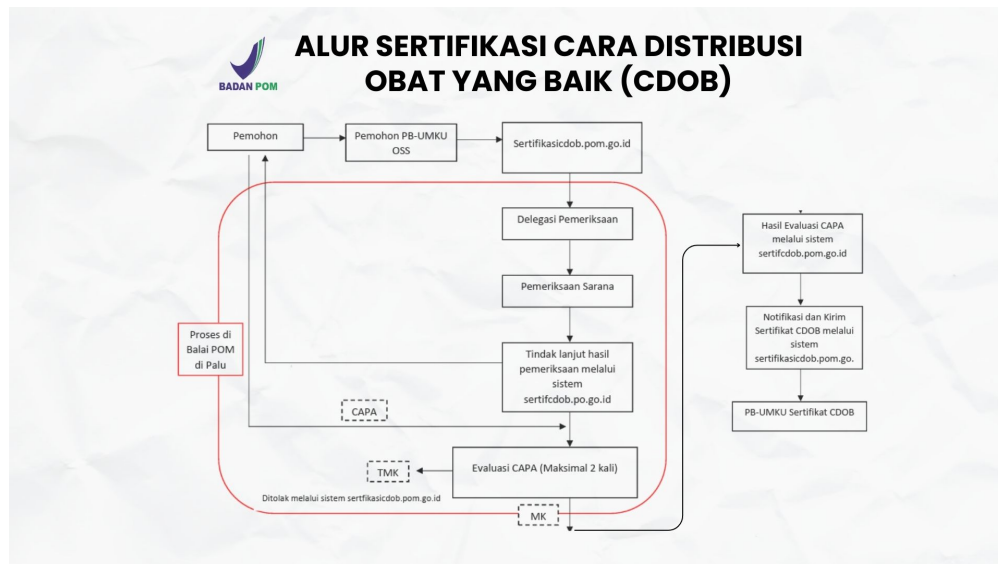 BADAN POM
ALUR SERTIFIKASI CARA DISTRIBUSI
OBAT YANG BAIK (CDOB)
Pemohon
Pemohon PB-UMKU
OSS
Sertifikasicdob.pom.go.id
Delegasi Pemeriksaan
Pemeriksaan Sarana
Proses di
Balai POM
di Palu
Tindak lanjut hasil
pemeriksaan melalui
sistem
sertifcdob.po.go.id
CAPA
Evaluasi CAPA (Maksimal 2 kali)
TMK
Ditolak melalui sistem sertfikasicdob.pom.go.id
MK
Hasil Evaluasi CAPA
melalui sistem
sertifcdob.pom.go.id
Notifikasi dan Kirim
Sertifikat CDOB melalui
sistem
sertifikasicdob.pom.go.
PB-UMKU Sertifikat CDOB